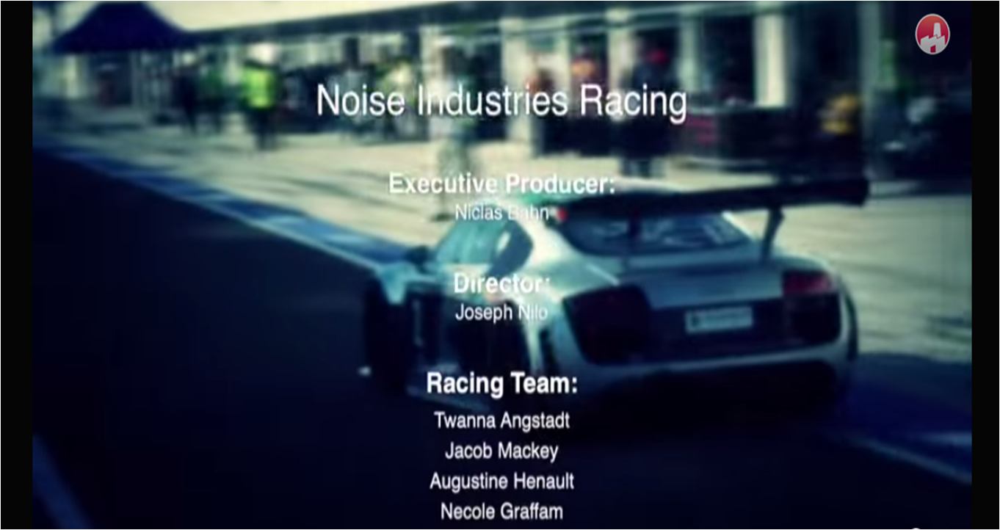 Noise Industries Racing
Executive Producer:
Niclas Bahn
Director:
Joseph Nilo
Racing Team:
Twanna Angstadt
Jacob Mackey
Augustine Henault
Necole Graffam